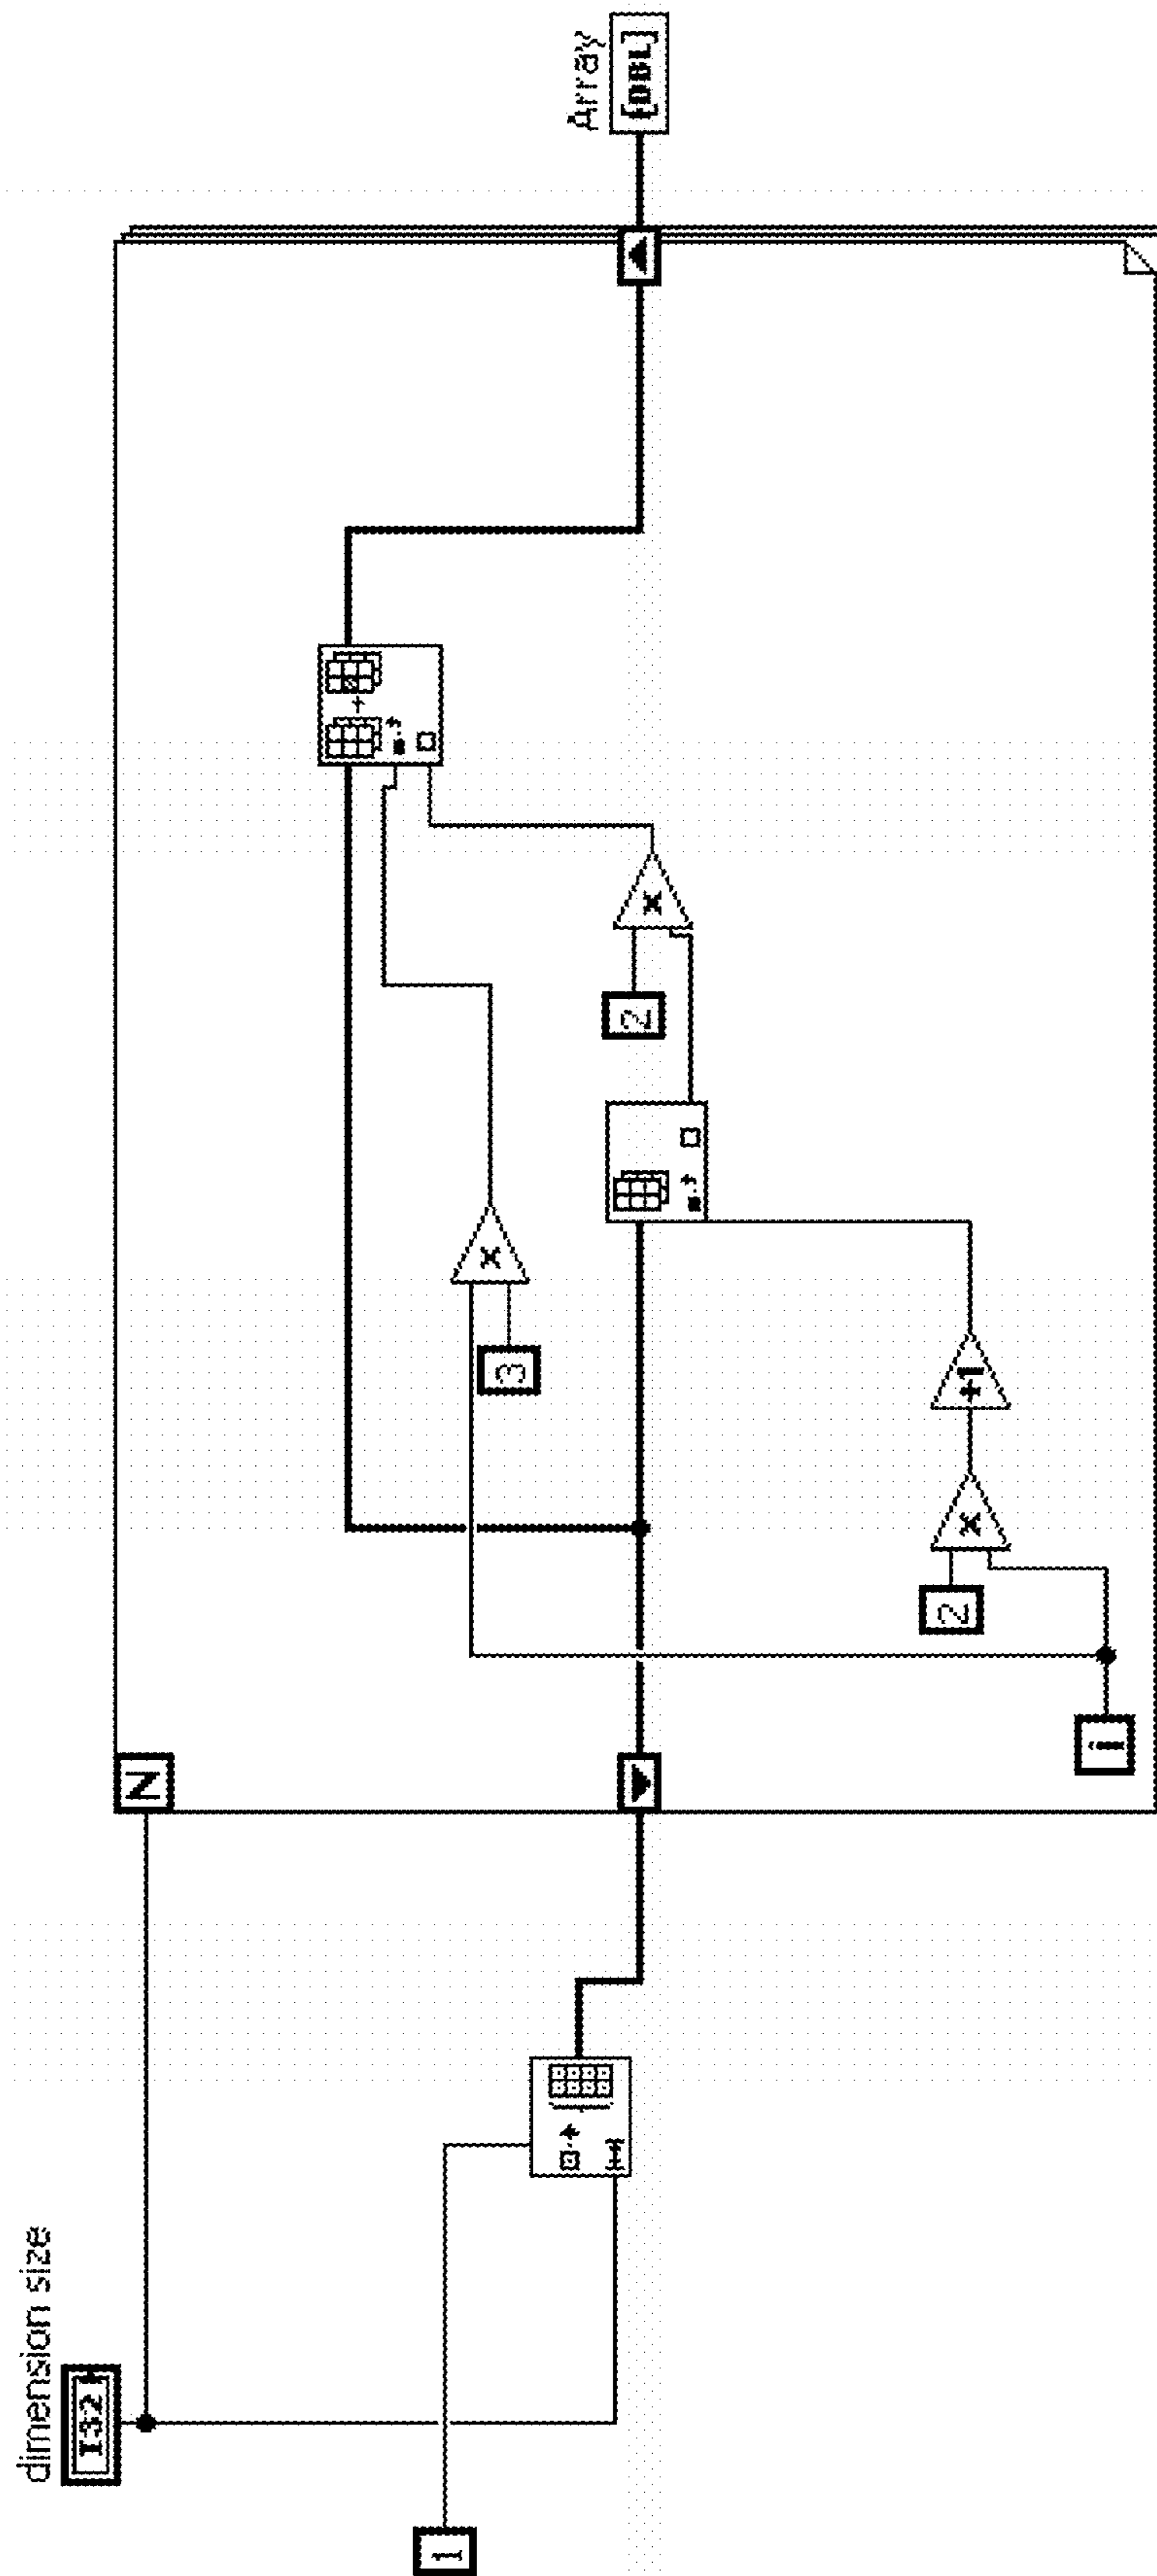 dimension size
I32
1
N
i
2
x
+1
3
x
2
x
Array
[DBL]